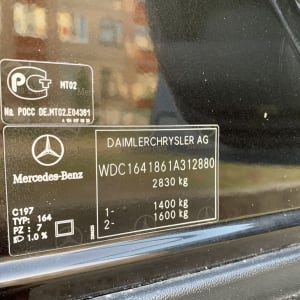 PCT MT02
№ РОСС DE.MT02.E04361
DAIMLERCHRYSLER AG
WDC1641861A312880
2830 kg
1- 1400 kg
2- 1600 kg
Mercedes-Benz
C197
TYP: 164
PZ: 7
1.0 %